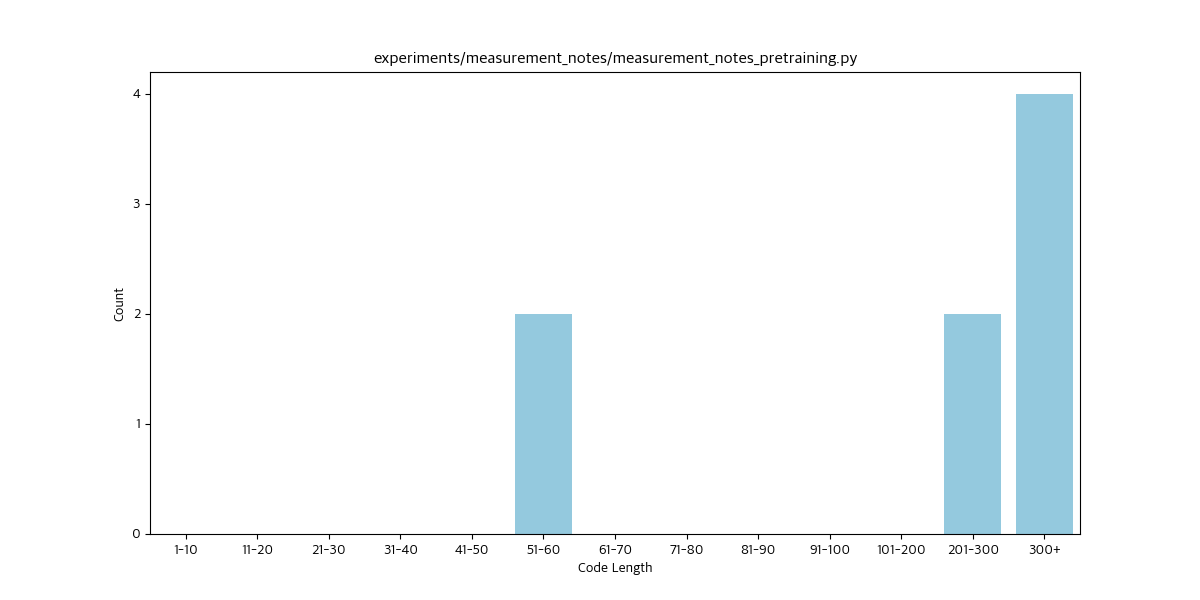 experiments/measurement_notes/measurement_notes_pretraining.py
4
3
2
1
0
Count
1-10 11-20 21-30 31-40 41-50 51-60 61-70 71-80 81-90 91-100 101-200 201-300 300+
Code Length